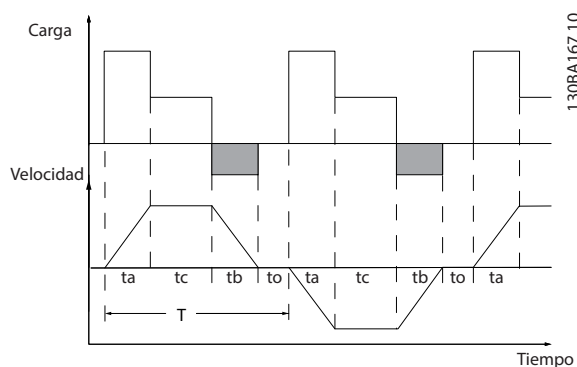 Carga
130BA167.10
Velocidad
ta tc tb to ta tc tb to ta
T
Tiempo